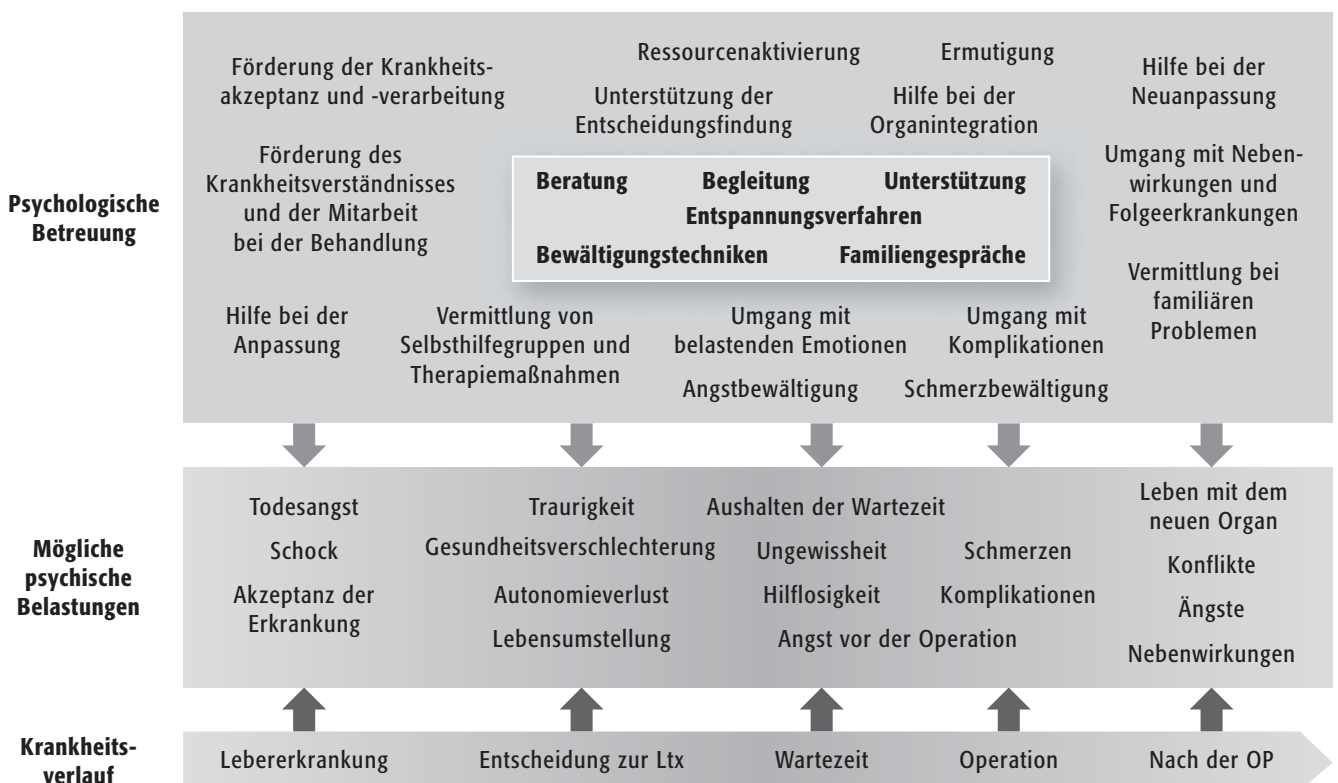 Psychologische
Betreuung
Förderung der Krankheits-
akzeptanz und -verarbeitung
Ressourcenaktivierung
Ermutigung
Hilfe bei der
Neuanpassung
Unterstützung der
Entscheidungsfindung
Hilfe bei der
Organintegration
Förderung des
Krankheitsverständnisses
und der Mitarbeit
bei der Behandlung
Beratung Begleitung Unterstützung
Entspannungsverfahren
Bewältigungstechniken Familiengespräche
Umgang mit Neben-
wirkungen und
Folgeerkrankungen
Vermittlung bei
familiären
Problemen
Hilfe bei der
Anpassung
Vermittlung von
Selbsthilfegruppen und
Therapiemaßnahmen
Umgang mit
belastenden Emotionen
Angstbewältigung
Umgang mit
Komplikationen
Schmerzbewältigung
Mögliche
psychische
Belastungen
Todesangst
Schock
Akzeptanz der
Erkrankung
Traurigkeit
Gesundheitsverschlechterung
Autonomieverlust
Lebensumstellung
Aushalten der Wartezeit
Ungewissheit
Hilflosigkeit
Angst vor der Operation
Schmerzen
Komplikationen
Leben mit dem
neuen Organ
Konflikte
Ängste
Nebenwirkungen
Krankheits-
verlauf
Lebererkrankung
Entscheidung zur Ltx
Wartezeit
Operation
Nach der OP